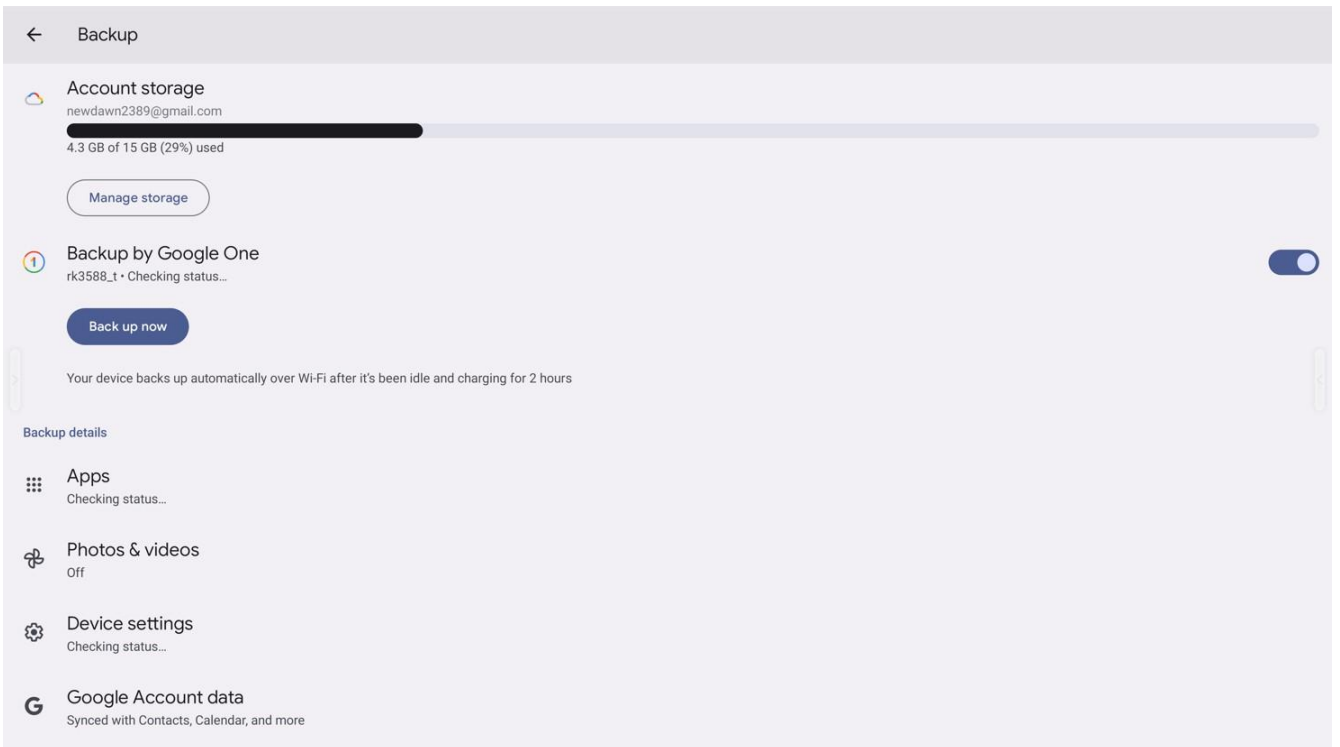 Backup
Account storage
newdawn2389@gmail.com
4.3 GB of 15 GB (29%) used
Manage storage
Backup by Google One
rk3588_t • Checking status...
Back up now
Your device backs up automatically over Wi-Fi after it's been idle and charging for 2 hours
Backup details
Apps
Checking status...
Photos & videos
Off
Device settings
Checking status...
Google Account data
Synced with Contacts, Calendar, and more